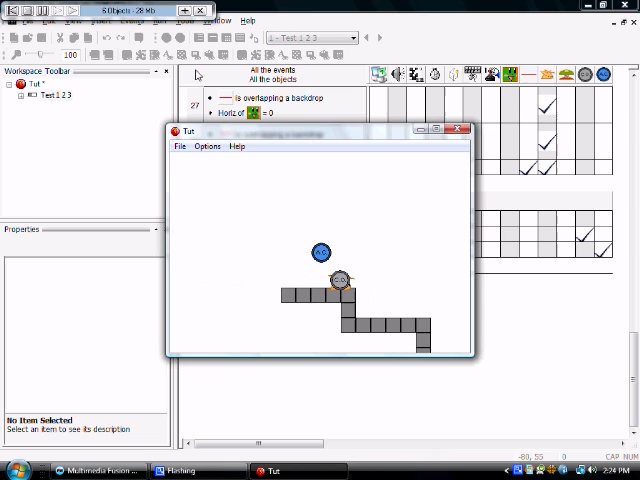 6 Objects - 28 Mb
Window
Help
100
1 - Test 1 2 3
Workspace Toolbar
Tut *
Test 1 2 3
All the events
All the objects
27
is overlapping a backdrop
Horiz of = 0
Tut
File Options Help
A.O.
C.O.
Properties
No Item Selected
Select an item to see its description
-80, 55
0
CAP NUM
Multimedia Fusion ...
Flashing
Tut
2:24 PM